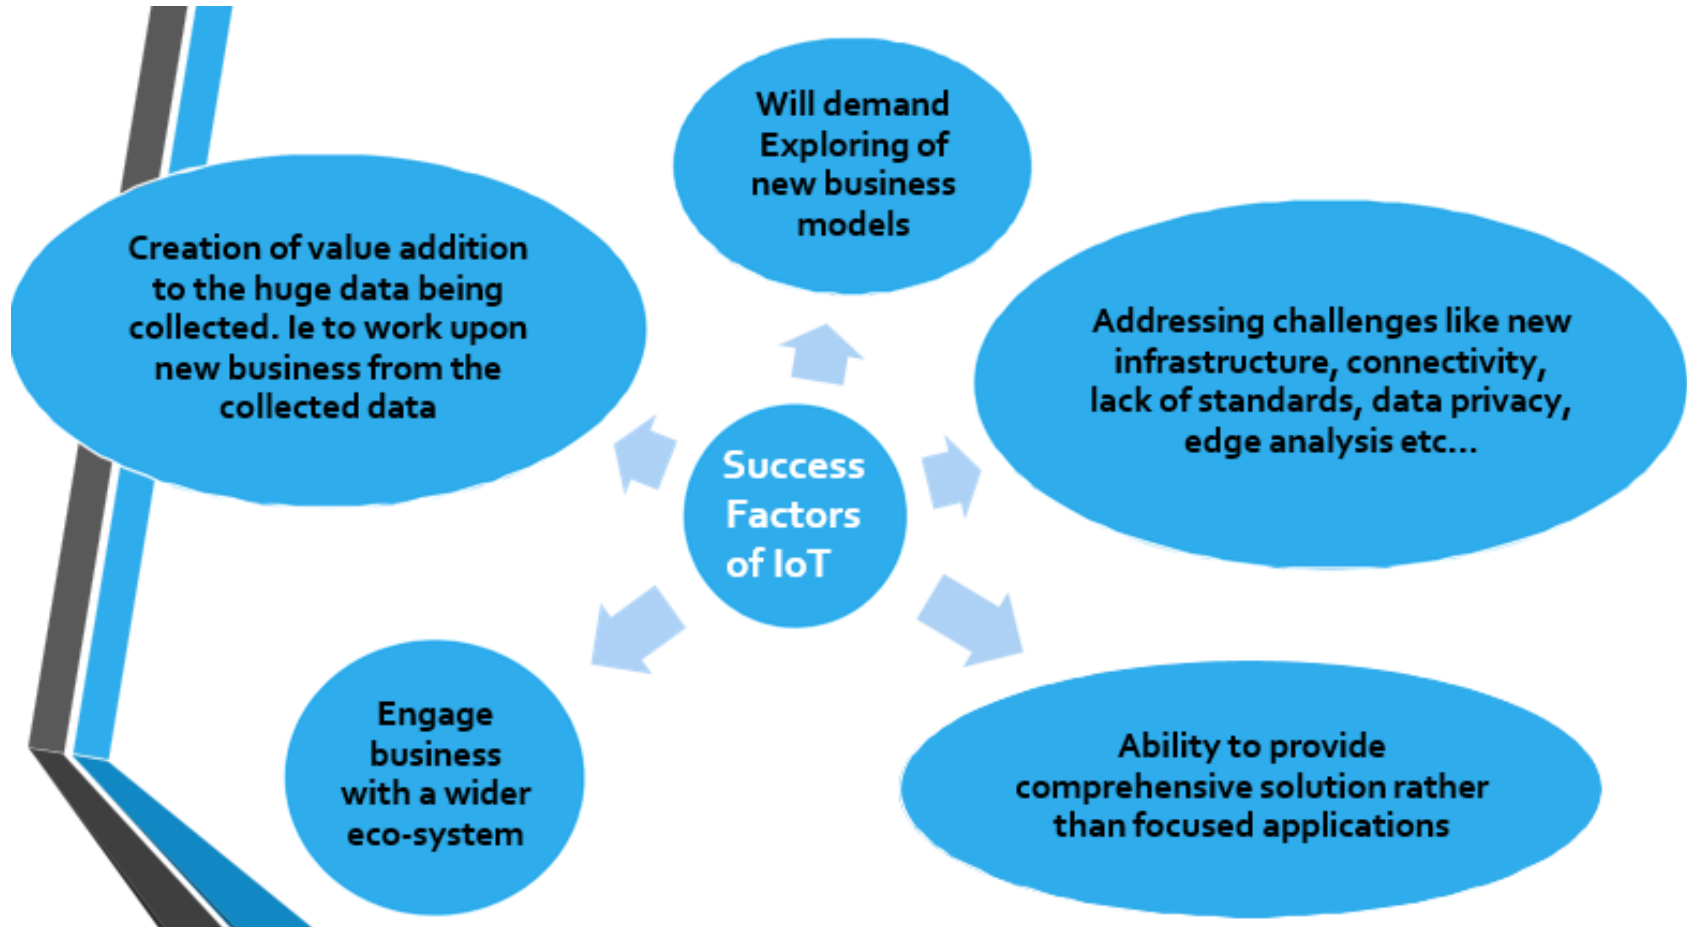 Will demand
Exploring of
new business
models
Creation of value addition
to the huge data being
collected. Ie to work upon
new business from the
collected data
Addressing challenges like new
infrastructure, connectivity,
lack of standards, data privacy,
edge analysis etc...
Success
Factors
of IoT
Engage
business
with a wider
eco-system
Ability to provide
comprehensive solution rather
than focused applications